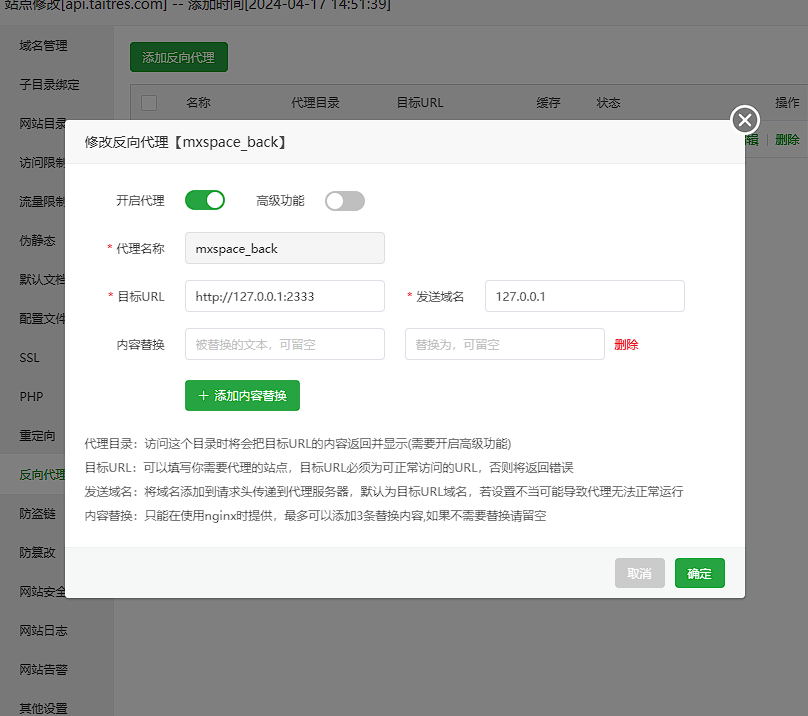 站点修改[api.taitres.com] -- 添加时间[2024-04-17 14:51:39]
域名管理
子目录绑定
网站目录
访问限制
流量限制
伪静态
默认文档
配置文件
SSL
PHP
重定向
反向代理
防盗链
防篡改
网站安全
网站日志
网站告警
其他设置
添加反向代理
名称 代理目录 目标URL 缓存 状态 操作
编辑 删除
修改反向代理【mxspace_back】
开启代理 高级功能
* 代理名称 mxspace_back
* 目标URL http://127.0.0.1:2333 * 发送域名 127.0.0.1
内容替换 被替换的文本，可留空 替换为，可留空 删除
添加内容替换
代理目录：访问这个目录时将会把目标URL的内容返回并显示(需要开启高级功能)
目标URL：可以填写你需要代理的站点，目标URL必须为可正常访问的URL，否则将返回错误
发送域名：将域名添加到请求头传递到代理服务器，默认为目标URL域名，若设置不当可能导致代理无法正常运行
内容替换：只能在使用nginx时提供，最多可以添加3条替换内容,如果不需要替换请留空
取消 确定